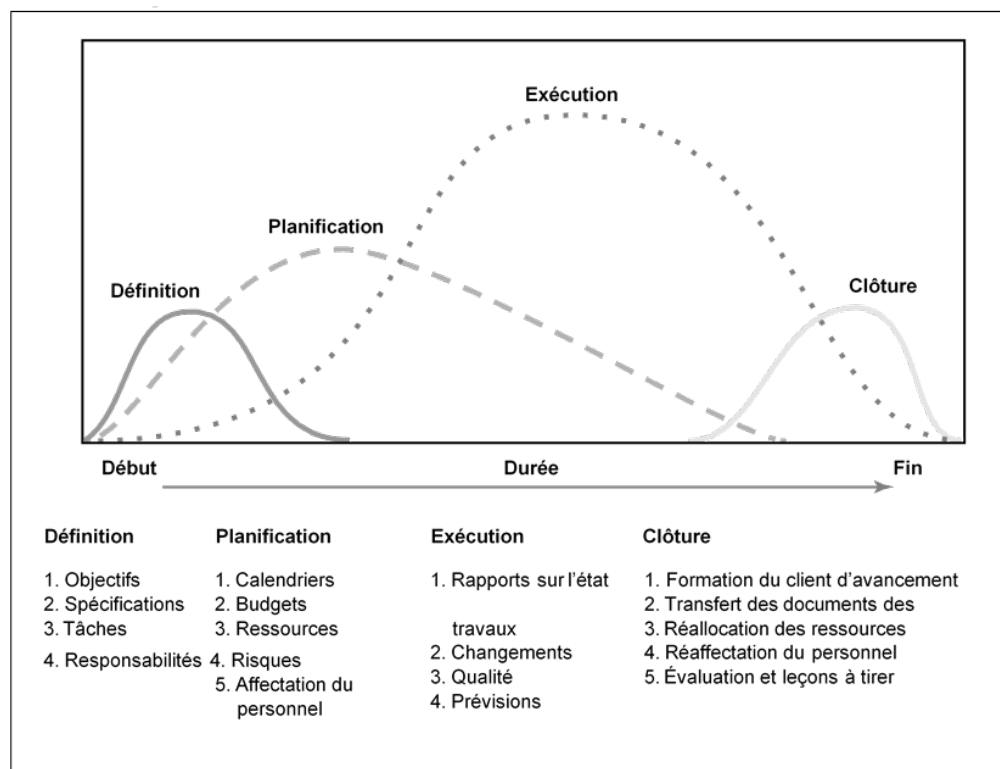 Exécution
Planification
Définition
Clôture
Début Durée Fin
Définition
1. Objectifs
2. Spécifications
3. Tâches
4. Responsabilités
Planification
1. Calendriers
2. Budgets
3. Ressources
4. Risques
5. Affectation du
personnel
Exécution
1. Rapports sur l'état
travaux
2. Changements
3. Qualité
4. Prévisions
Clôture
1. Formation du client d'avancement
2. Transfert des documents des
3. Réallocation des ressources
4. Réaffectation du personnel
5. Évaluation et leçons à tirer